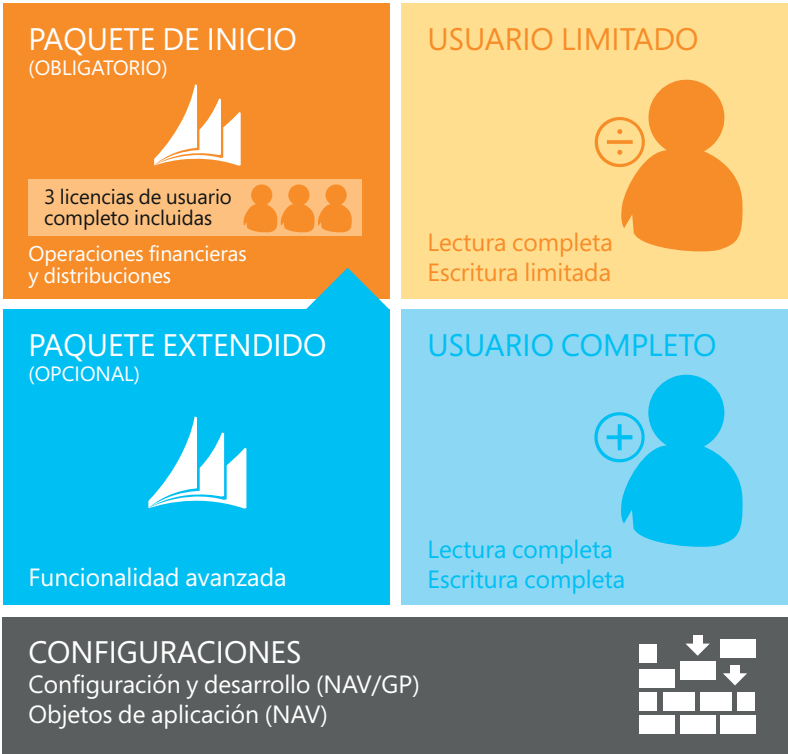 PAQUETE DE INICIO
(OBLIGATORIO)
3 licencias de usuario
completo incluidas
Operaciones financieras
y distribuciones
USUARIO LIMITADO
Lectura completa
Escritura limitada
PAQUETE EXTENDIDO
(OPCIONAL)
Funcionalidad avanzada
USUARIO COMPLETO
Lectura completa
Escritura completa
CONFIGURACIONES
Configuración y desarrollo (NAV/GP)
Objetos de aplicación (NAV)